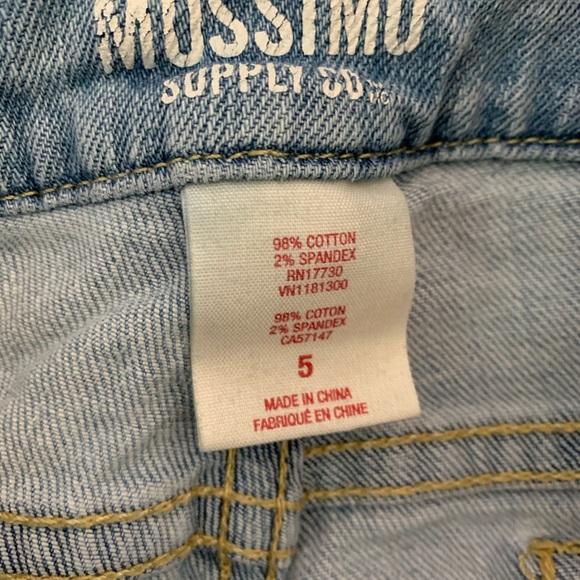 MOSSIMO
SUPPLY CO.
98% COTTON
2% SPANDEX
RN17730
VN1181300
98% COTON
2% SPANDEX
CA57147
5
MADE IN CHINA
FABRIQUÉ EN CHINE